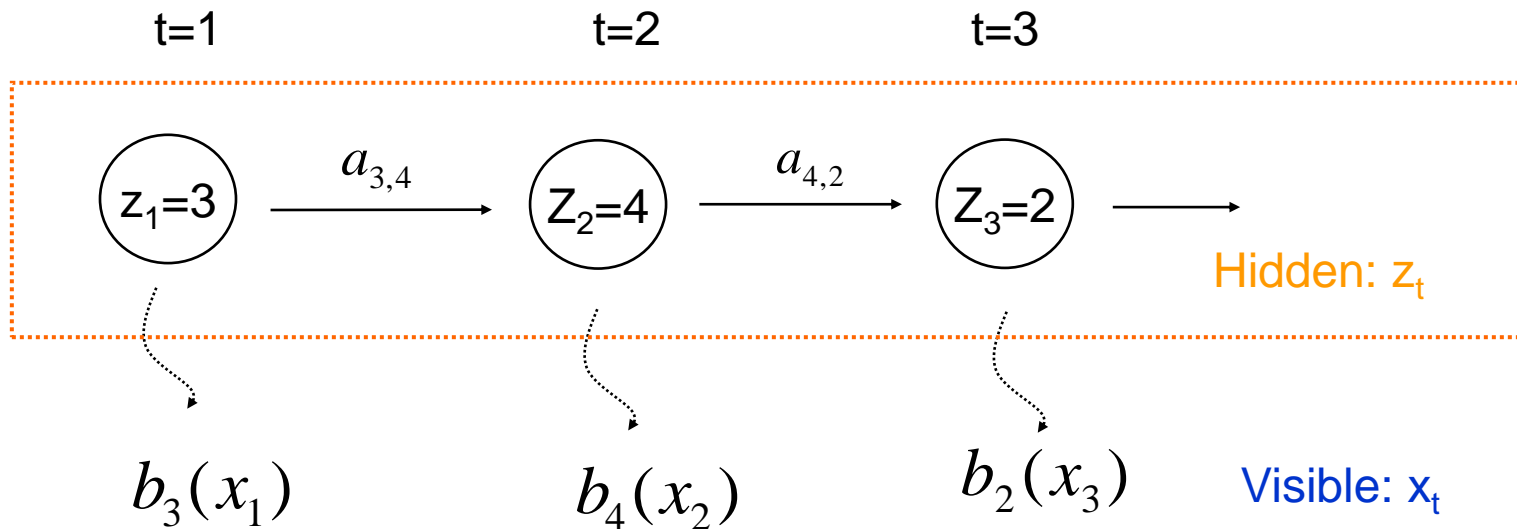 t=1 t=2 t=3
a₃,₄ a₄,₂
z₁=3 Z₂=4 Z₃=2
Hidden: zₜ
b₃(x₁) b₄(x₂) b₂(x₃) Visible: xₜ